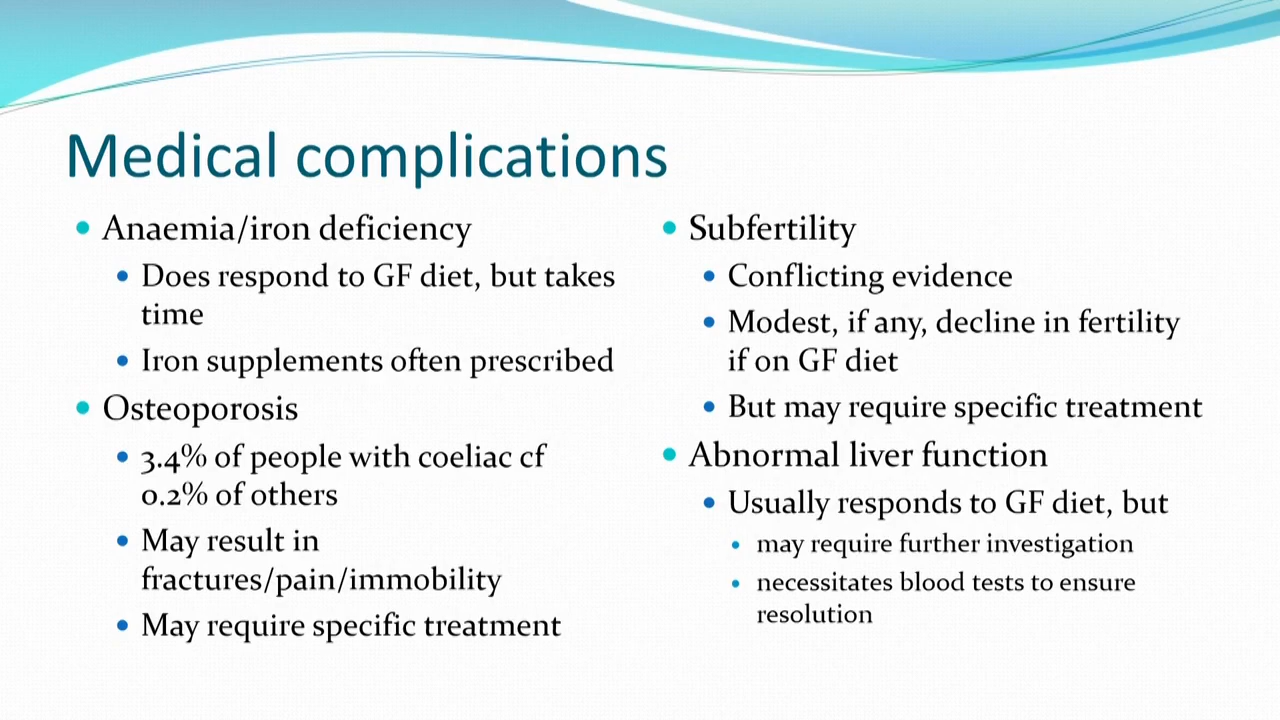 Medical complications
Anaemia/iron deficiency
Does respond to GF diet, but takes
time
Iron supplements often prescribed
Osteoporosis
3.4% of people with coeliac cf
0.2% of others
May result in
fractures/pain/immobility
May require specific treatment
Subfertility
Conflicting evidence
Modest, if any, decline in fertility
if on GF diet
But may require specific treatment
Abnormal liver function
Usually responds to GF diet, but
may require further investigation
necessitates blood tests to ensure
resolution